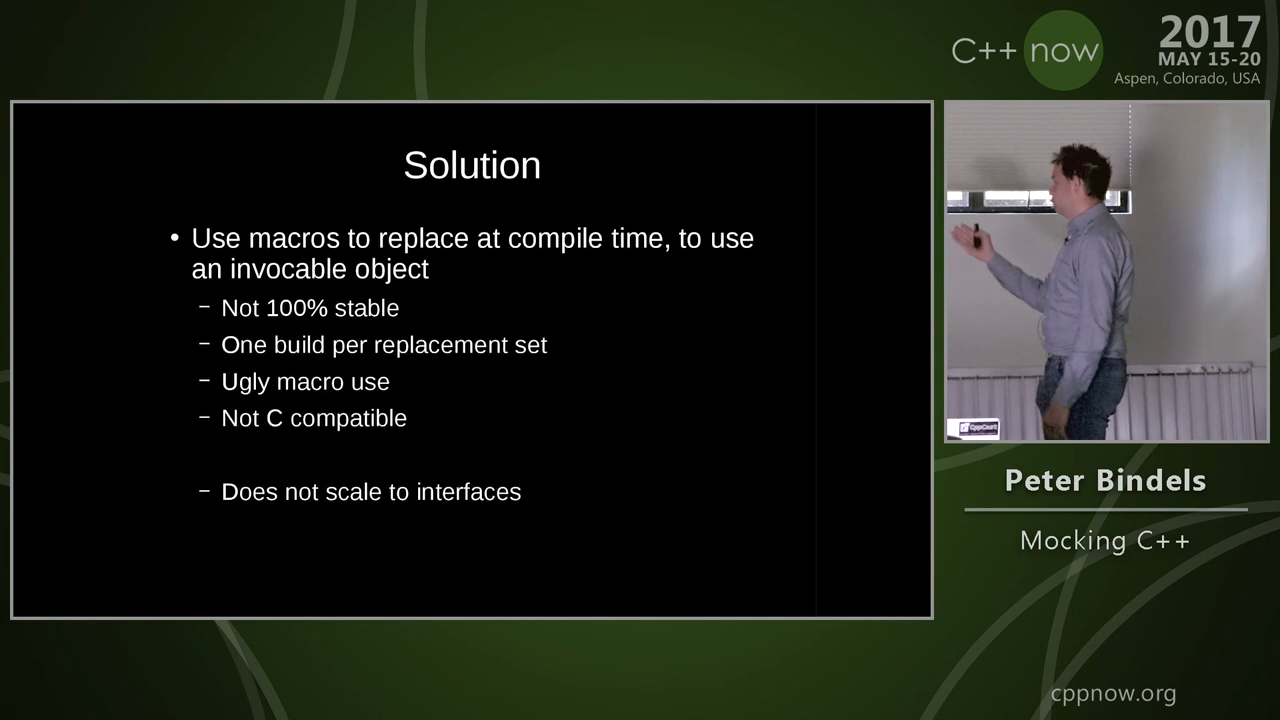 C++ now
2017
MAY 15-20
Aspen, Colorado, USA
Solution
• Use macros to replace at compile time, to use
an invocable object
– Not 100% stable
– One build per replacement set
– Ugly macro use
– Not C compatible
– Does not scale to interfaces
CppCast
Peter Bindels
Mocking C++
cppnow.org